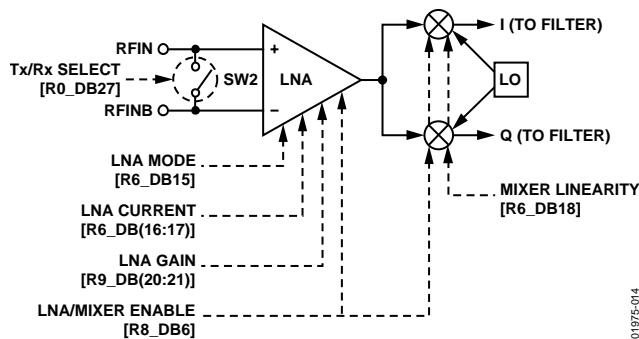 RFIN
I (TO FILTER)
Tx/Rx SELECT
[R0_DB27]
SW2
+
LNA
–
LO
RFINB
Q (TO FILTER)
LNA MODE
[R6_DB15]
MIXER LINEARITY
[R6_DB18]
LNA CURRENT
[R6_DB(16:17)]
LNA GAIN
[R9_DB(20:21)]
LNA/MIXER ENABLE
[R8_DB6]
01975-014